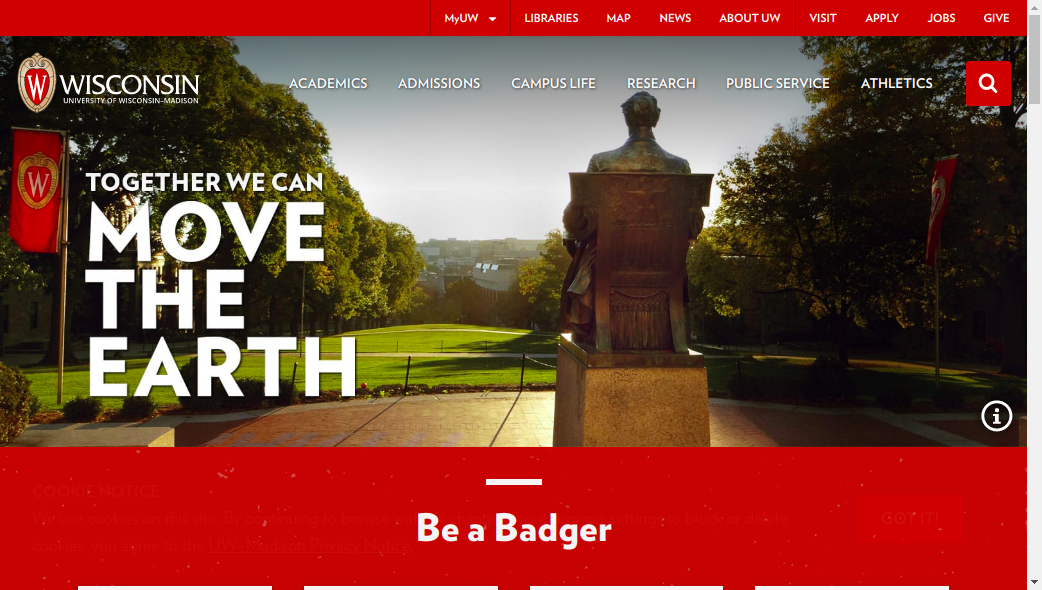 MyUW
LIBRARIES
MAP
NEWS
ABOUT UW
VISIT
APPLY
JOBS
GIVE
W
WISCONSIN
UNIVERSITY OF WISCONSIN–MADISON
ACADEMICS
ADMISSIONS
CAMPUS LIFE
RESEARCH
PUBLIC SERVICE
ATHLETICS
W
W
TOGETHER WE CAN
MOVE
THE
EARTH
COOKIE NOTICE
We use cookies on this site. By continuing to browse settings to block or delete
cookies, you agree to the UW–Madison Privacy Notice.
GOT IT!
Be a Badger